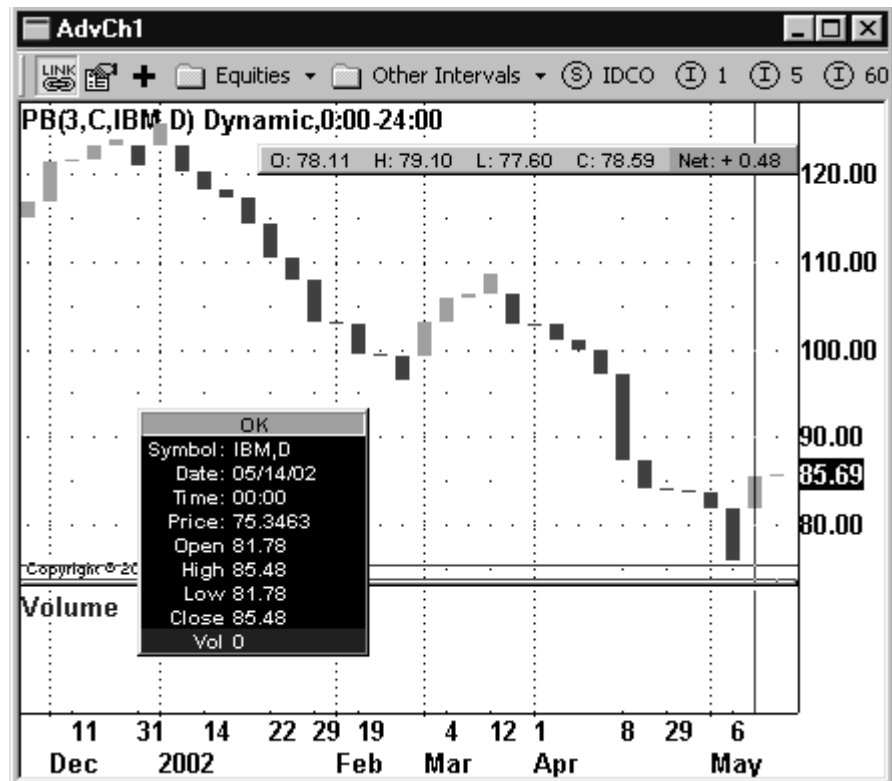 AdvCh1
LINK Equities Other Intervals S IDCO I 1 I 5 I 60
PB(3,C,IBM,D) Dynamic,0:00-24:00
O: 78.11 H: 79.10 L: 77.60 C: 78.59 Net: + 0.48
120.00
110.00
100.00
90.00
85.69
80.00
OK
Symbol: IBM,D
Date: 05/14/02
Time: 00:00
Price: 75.3463
Open 81.78
High 85.48
Low 81.78
Close 85.48
Vol 0
Copyright ©
Volume
11 31 14 22 29 19 4 12 1 8 29 6
Dec 2002 Feb Mar Apr May